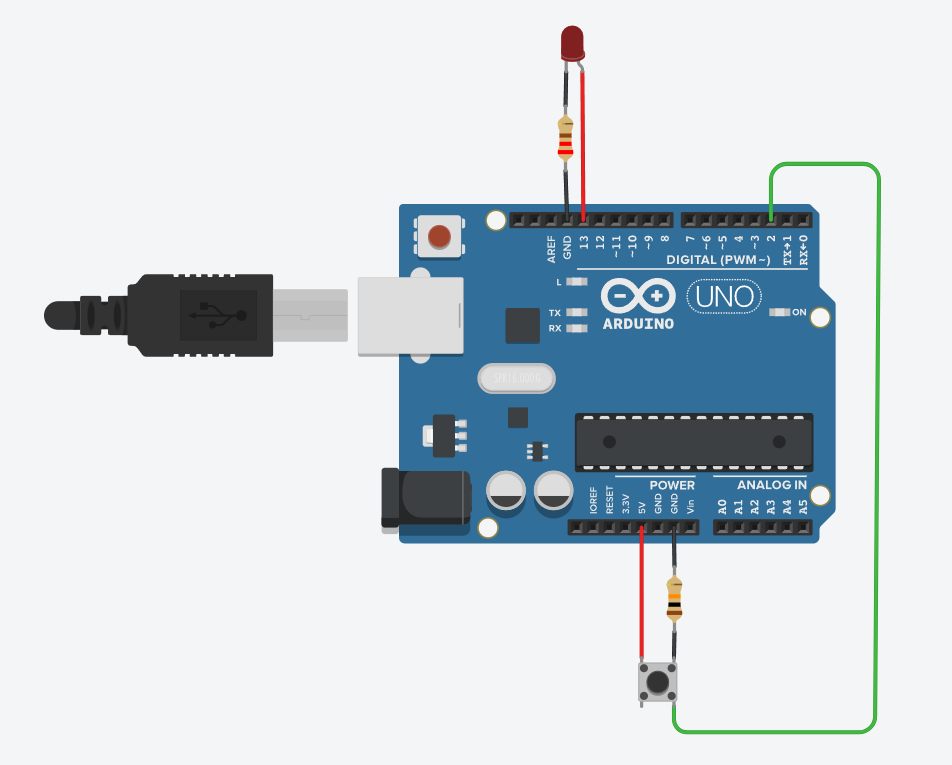 AREF
GND
13
12
~11
~10
~9
8
7
~6
~5
4
~3
2
TX→1
RX←0
DIGITAL (PWM ~)
L
TX
RX
ARDUINO
UNO
ON
POWER
ANALOG IN
IOREF
RESET
3.3V
5V
GND
GND
Vin
A0
A1
A2
A3
A4
A5